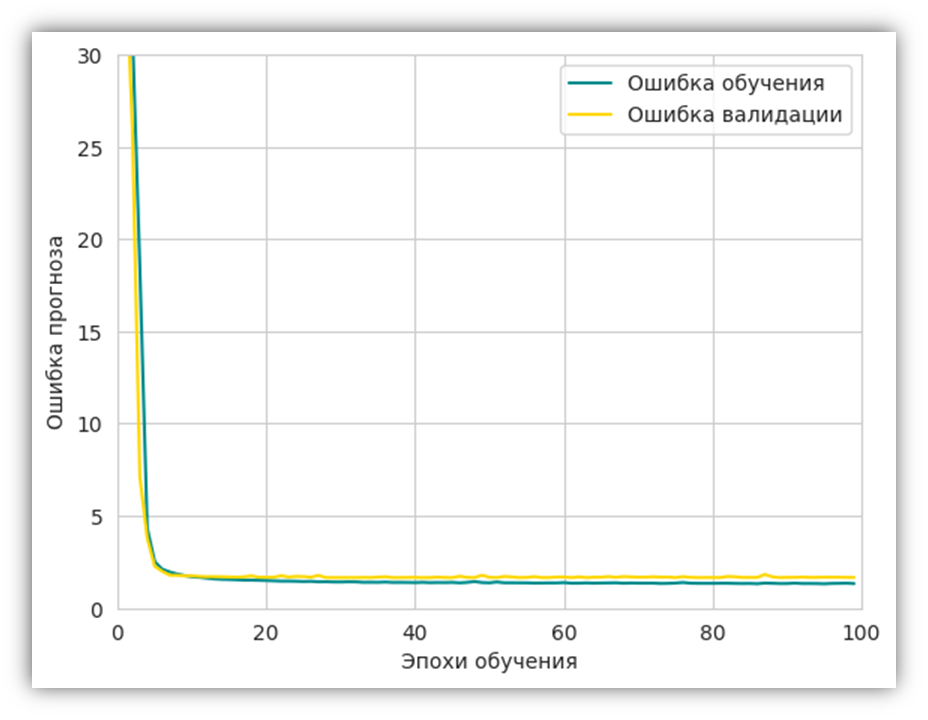 30
25
20
15
10
5
0
Ошибка прогноза
Ошибка обучения
Ошибка валидации
0 20 40 60 80 100
Эпохи обучения